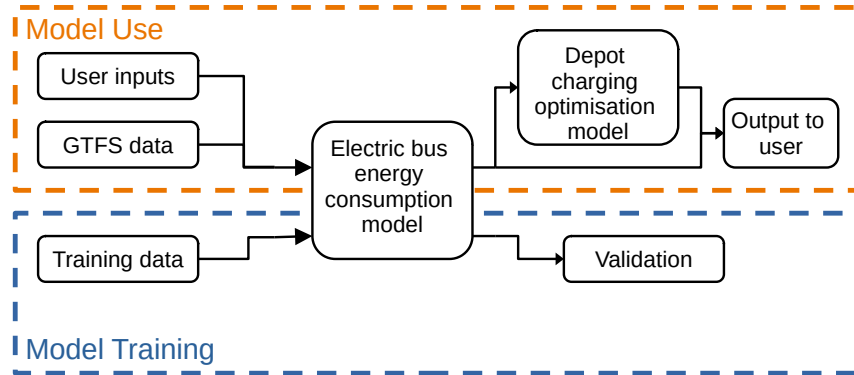 Model Use
User inputs
GTFS data
Electric bus
energy
consumption
model
Depot
charging
optimisation
model
Output to
user
Training data
Validation
Model Training